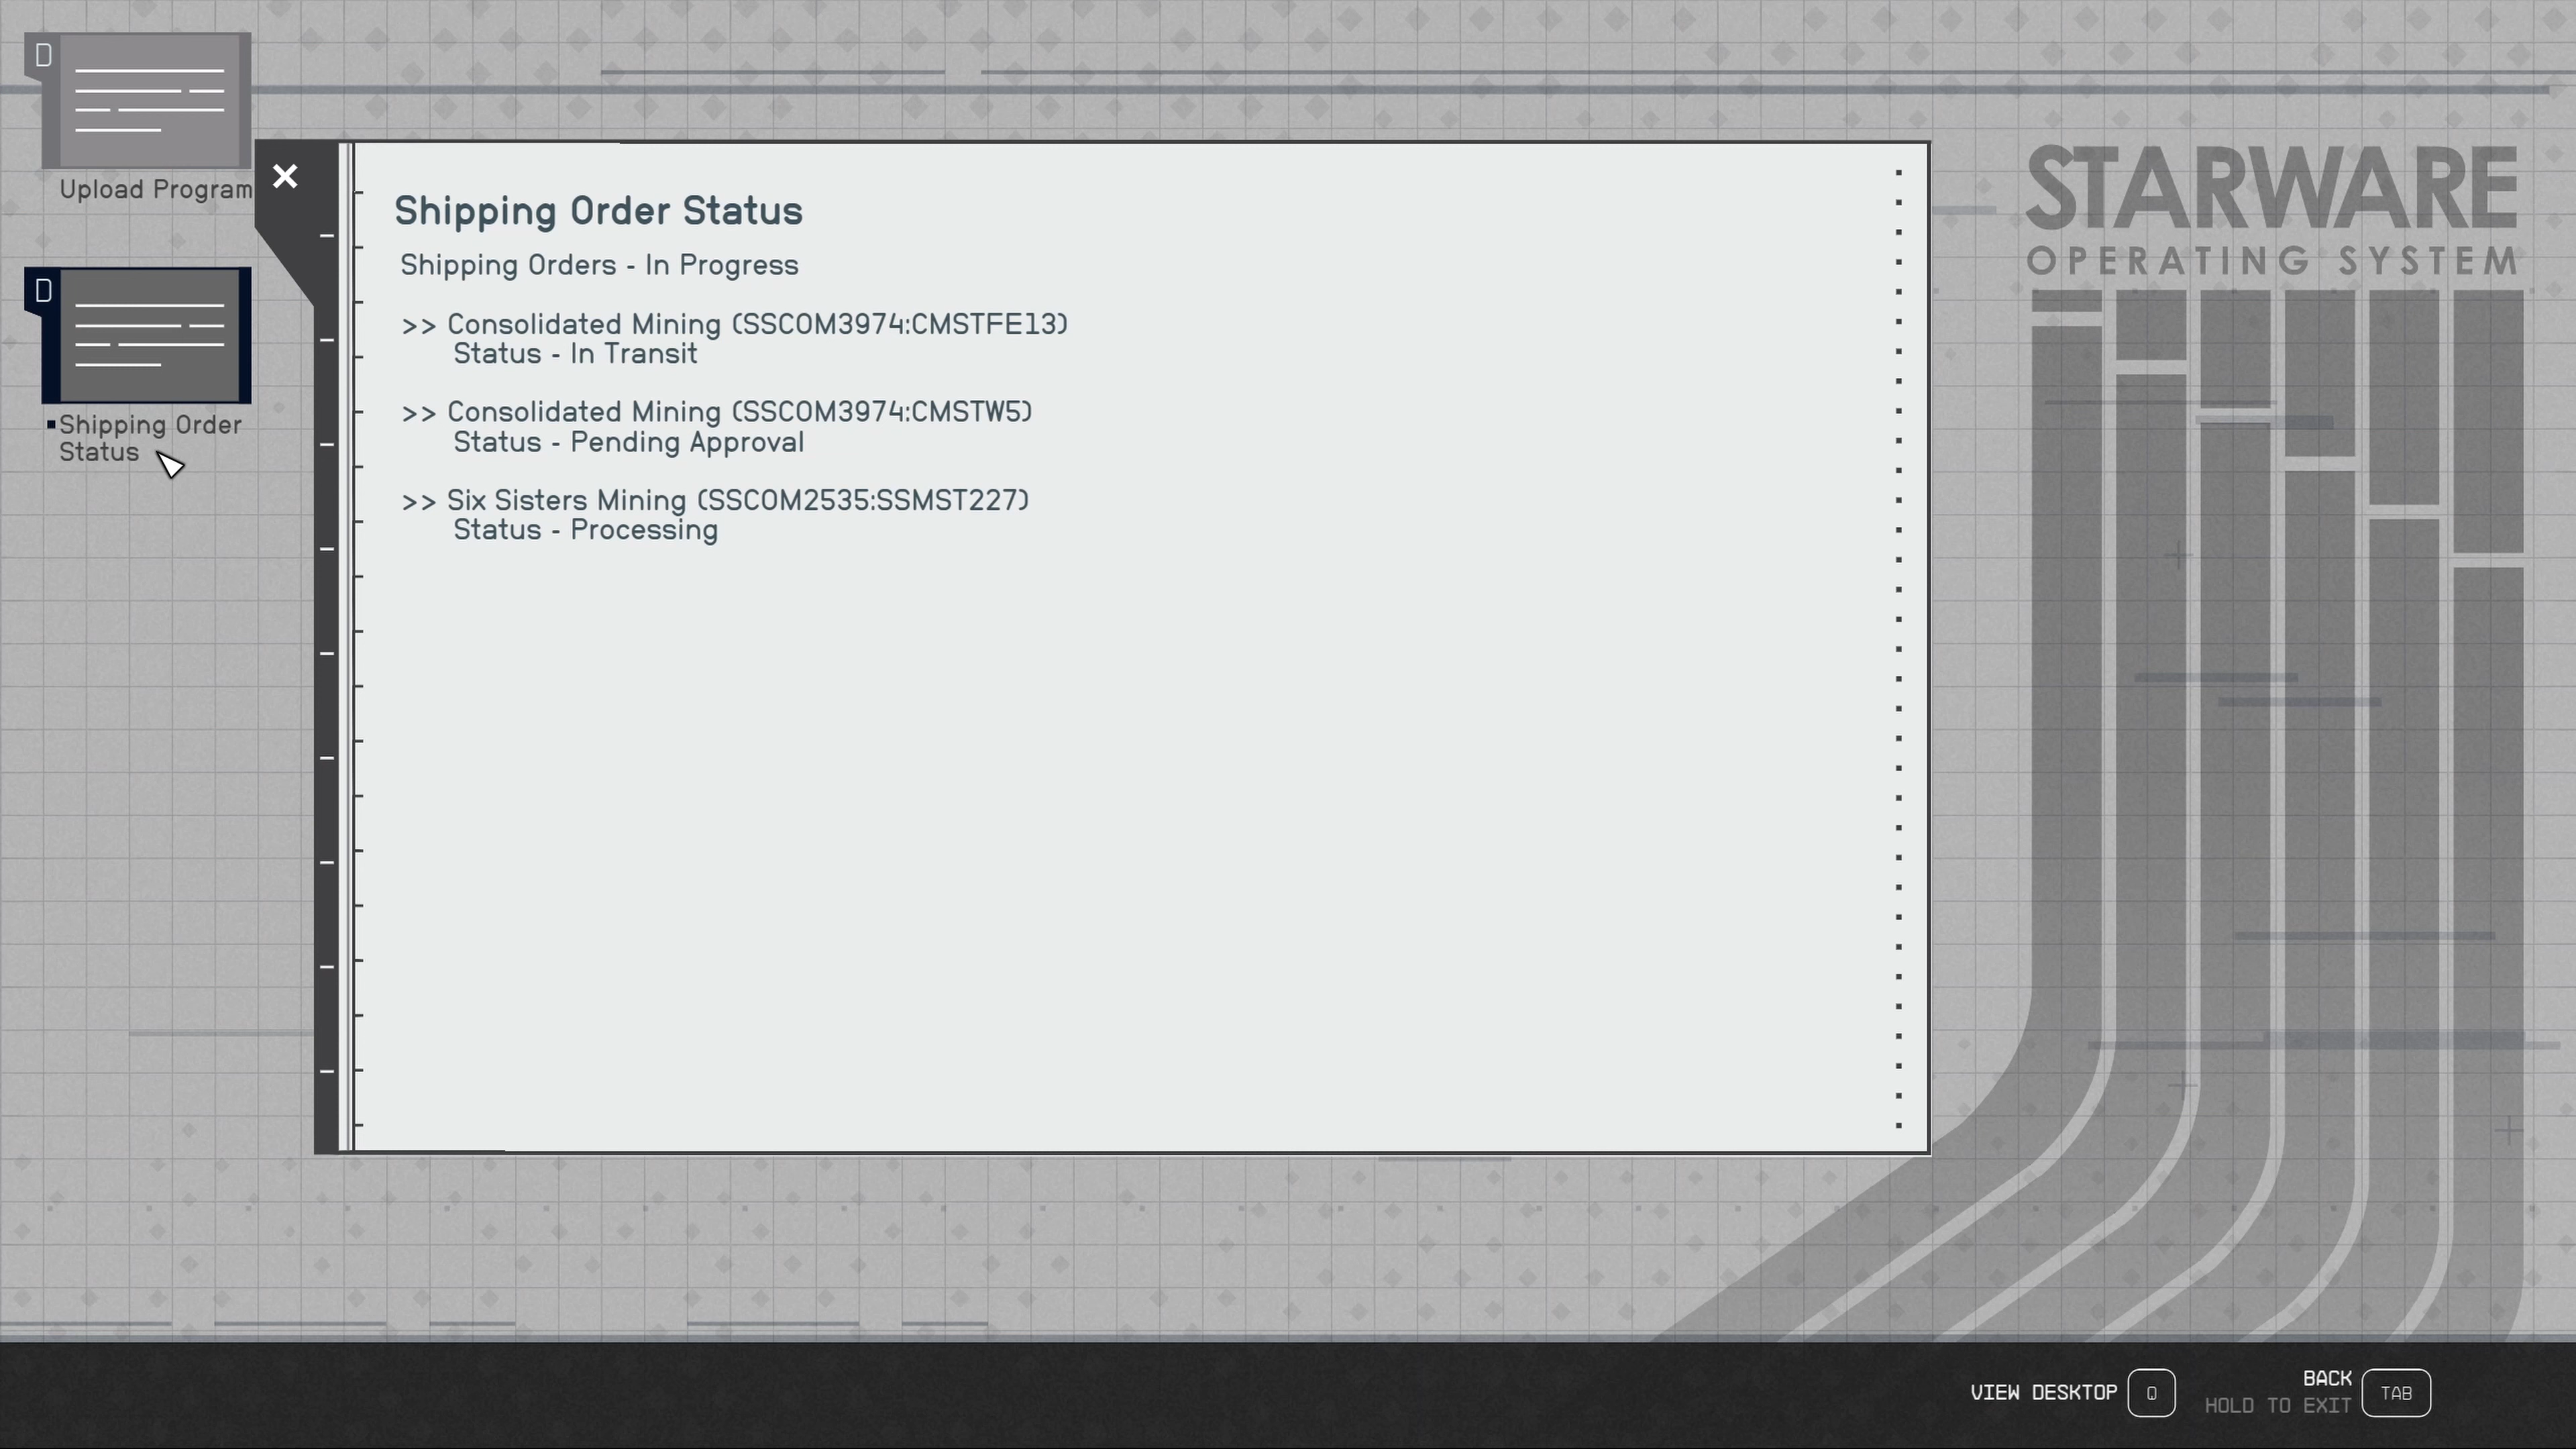 D
Upload Program
D
Shipping Order
Status
Shipping Order Status
Shipping Orders - In Progress
>> Consolidated Mining (SSCOM3974:CMSTFE13)
Status - In Transit
>> Consolidated Mining (SSCOM3974:CMSTW5)
Status - Pending Approval
>> Six Sisters Mining (SSCOM2535:SSMST227)
Status - Processing
STARWARE
OPERATING SYSTEM
VIEW DESKTOP Q
BACK TAB
HOLD TO EXIT